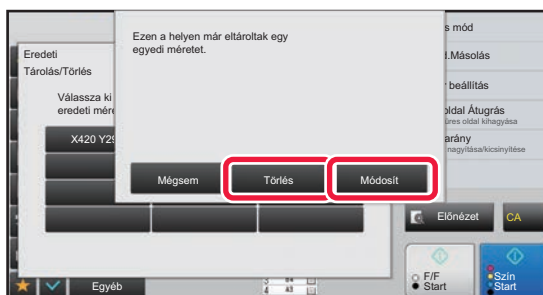 Ezen a helyen már eltároltak egy
egyedi méretet.
Mégsem
Törlés
Módosít
Eredeti
Tárolás/Törlés
Válassza ki
eredeti mére
X420 Y29
s mód
d.Másolás
beállítás
oldal Átugrás
üres oldal kihagyása
arány
nagyítása/kicsinyítése
Előnézet
CA
F/F
Start
Szín
Start
Egyéb